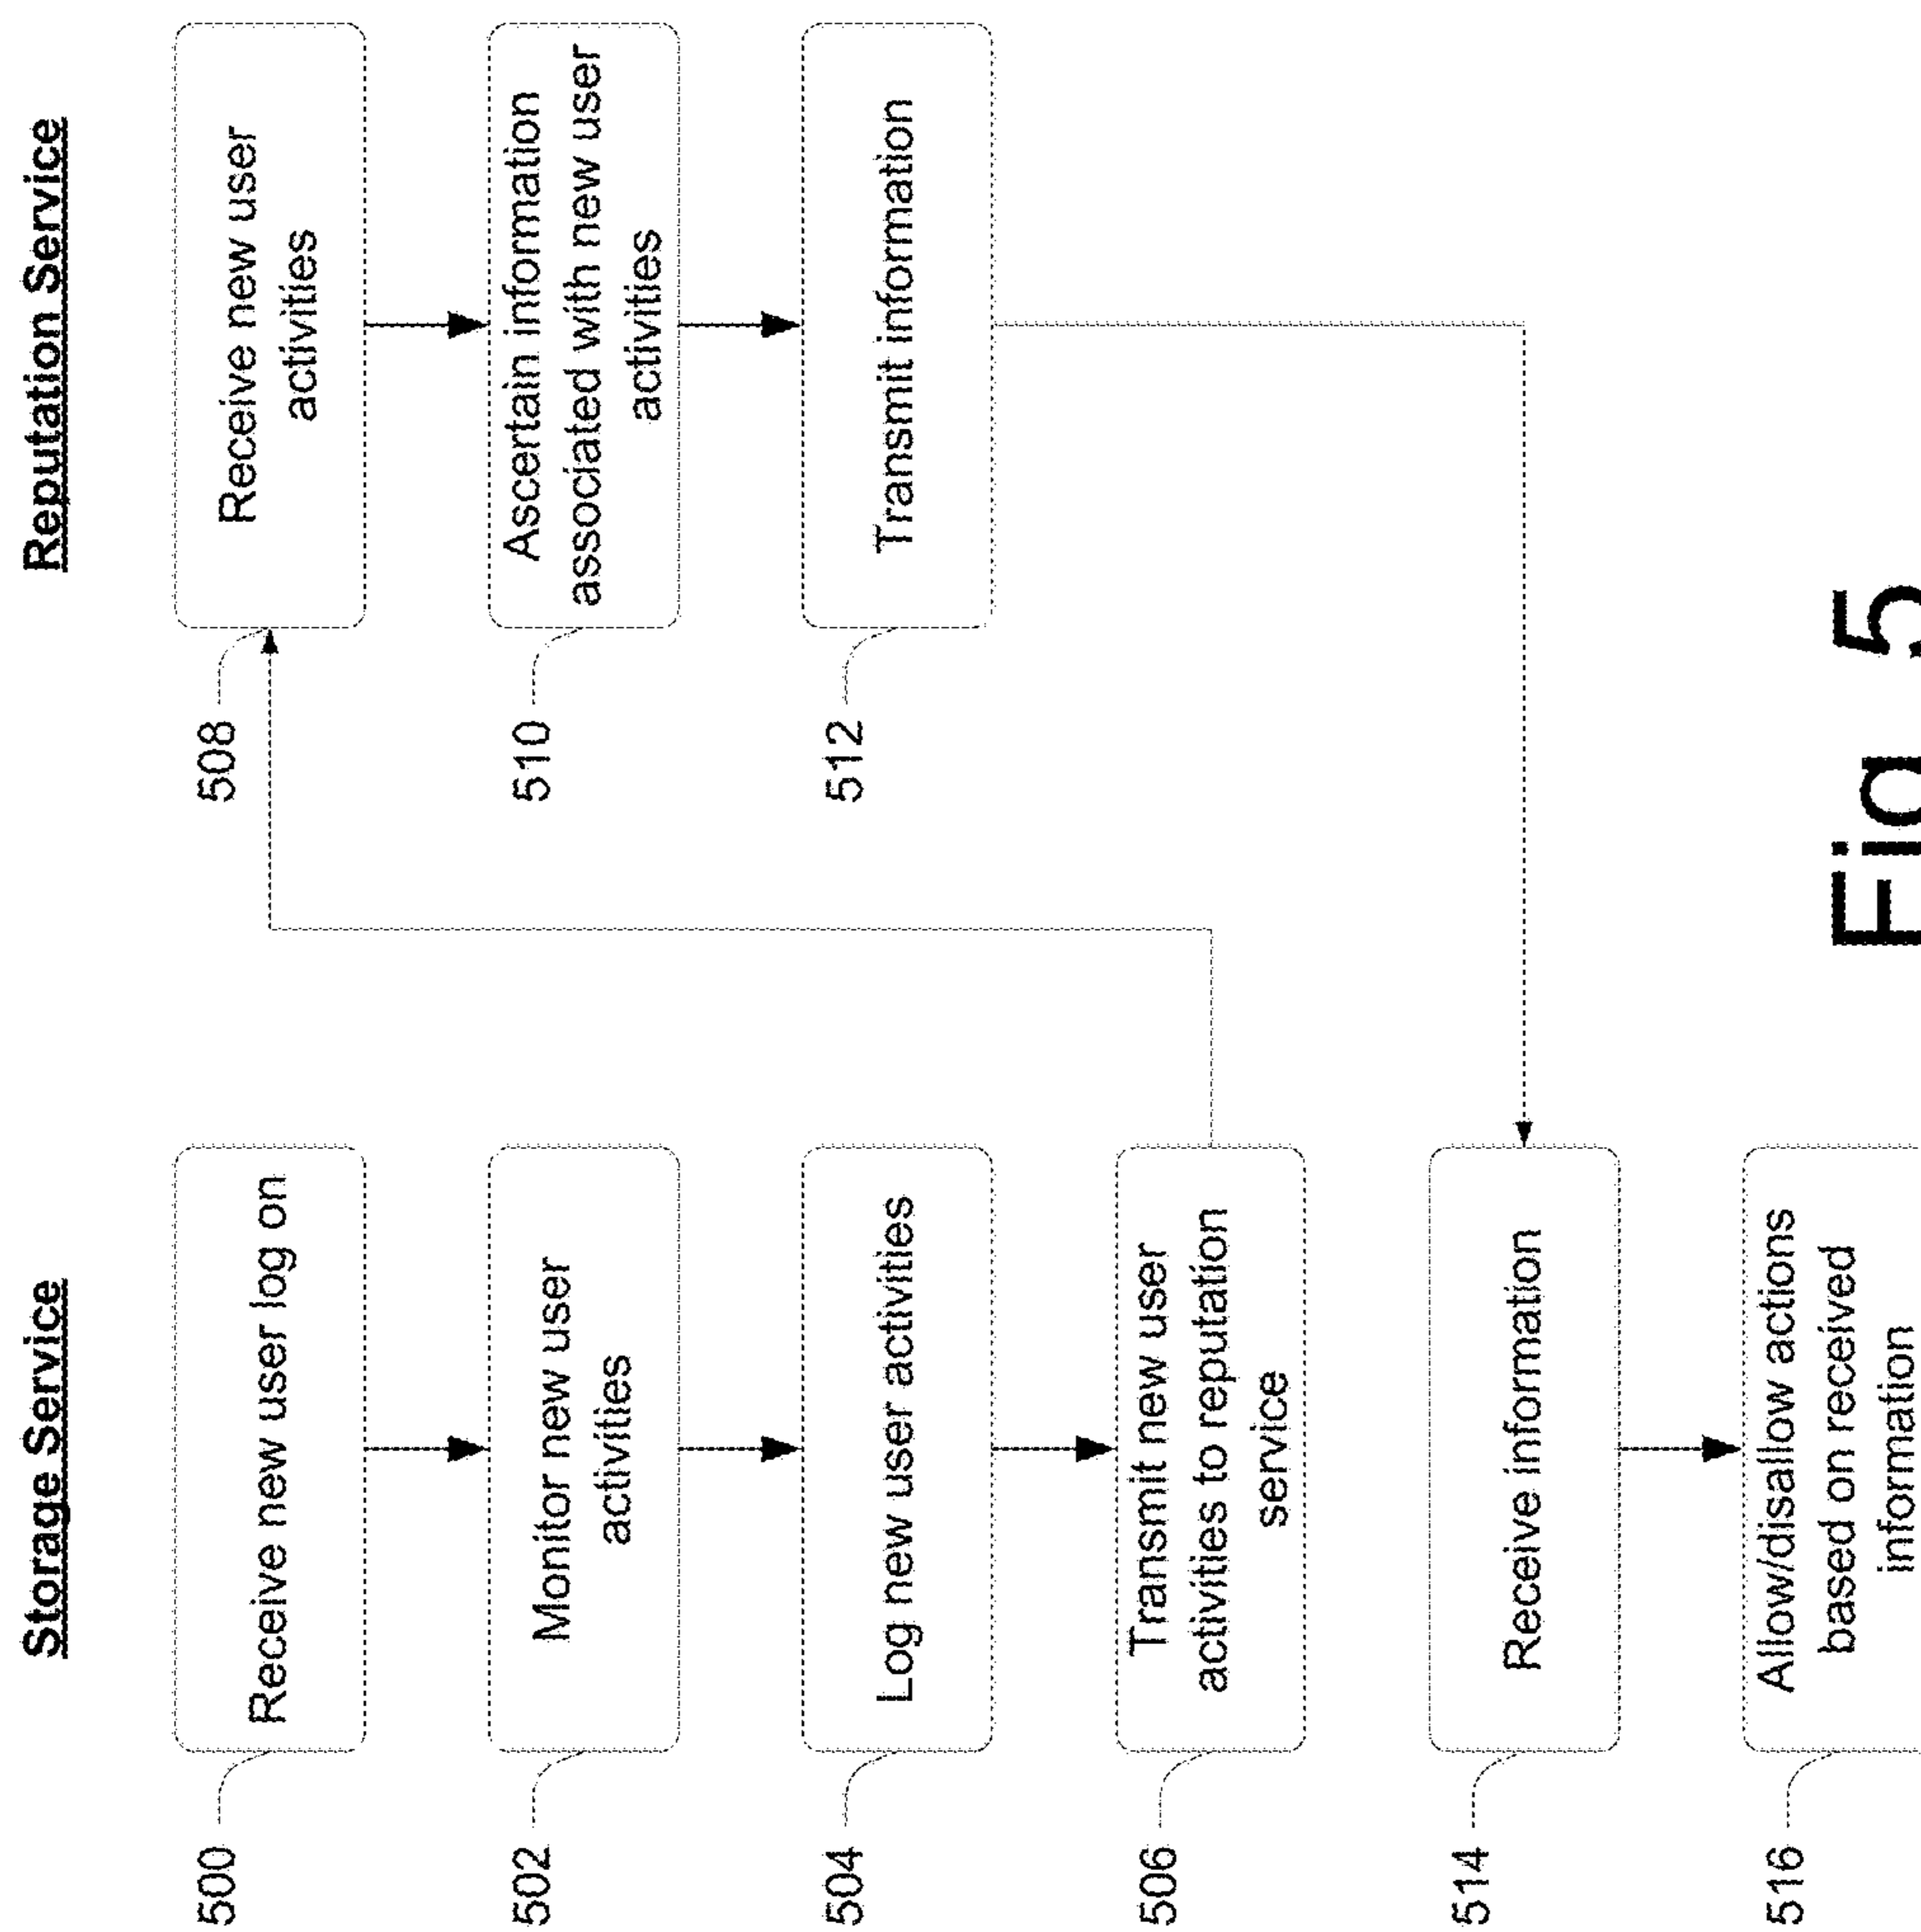 Storage Service
Reputation Service
500
Receive new user log on
502
Monitor new user
activities
504
Log new user activities
506
Transmit new user
activities to reputation
service
508
Receive new user
activities
510
Ascertain information
associated with new user
activities
512
Transmit information
514
Receive information
516
Allow/disallow actions
based on received
information
Fig. 5